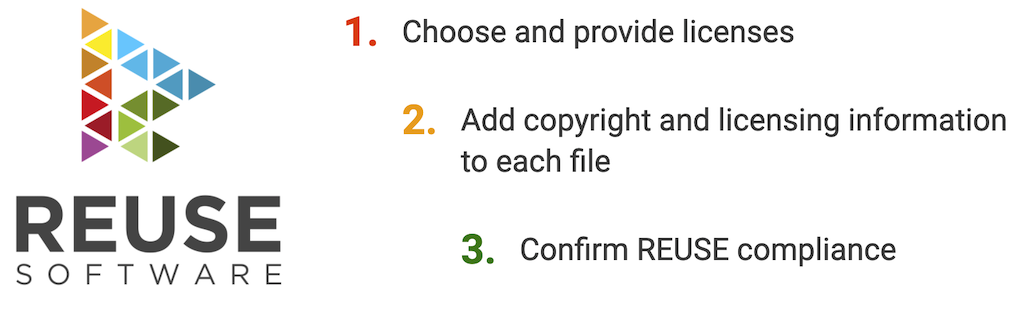 REUSE
SOFTWARE
1. Choose and provide licenses
2. Add copyright and licensing information
to each file
3. Confirm REUSE compliance